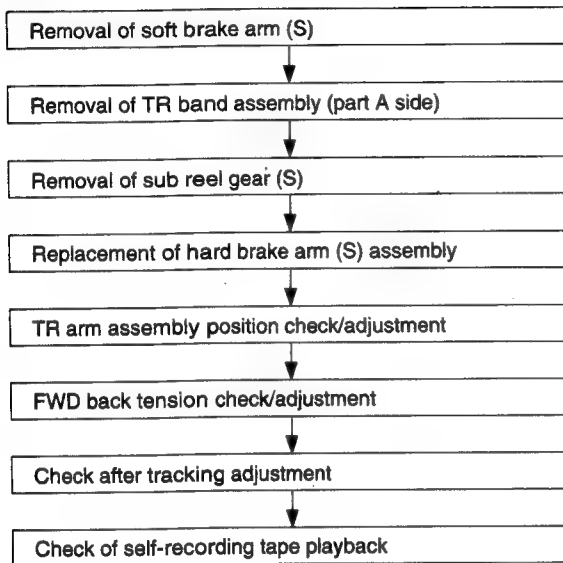 Removal of soft brake arm (S)
Removal of TR band assembly (part A side)
Removal of sub reel gear (S)
Replacement of hard brake arm (S) assembly
TR arm assembly position check/adjustment
FWD back tension check/adjustment
Check after tracking adjustment
Check of self-recording tape playback